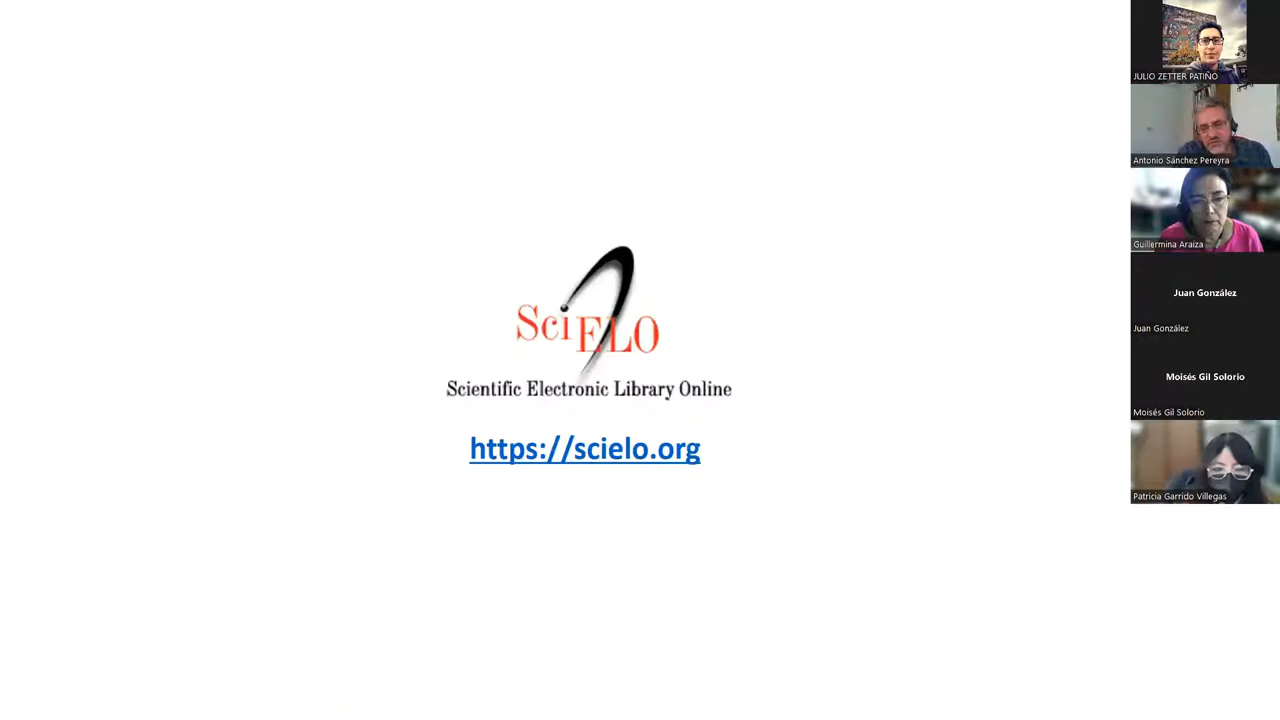 SciELO
Scientific Electronic Library Online
https://scielo.org
JULIO ZETTER PATIÑO
Antonio Sánchez Pereyra
Guillermina Araiza
Juan González
Juan González
Moisés Gil Solorio
Moisés Gil Solorio
Patricia Garrido Villegas